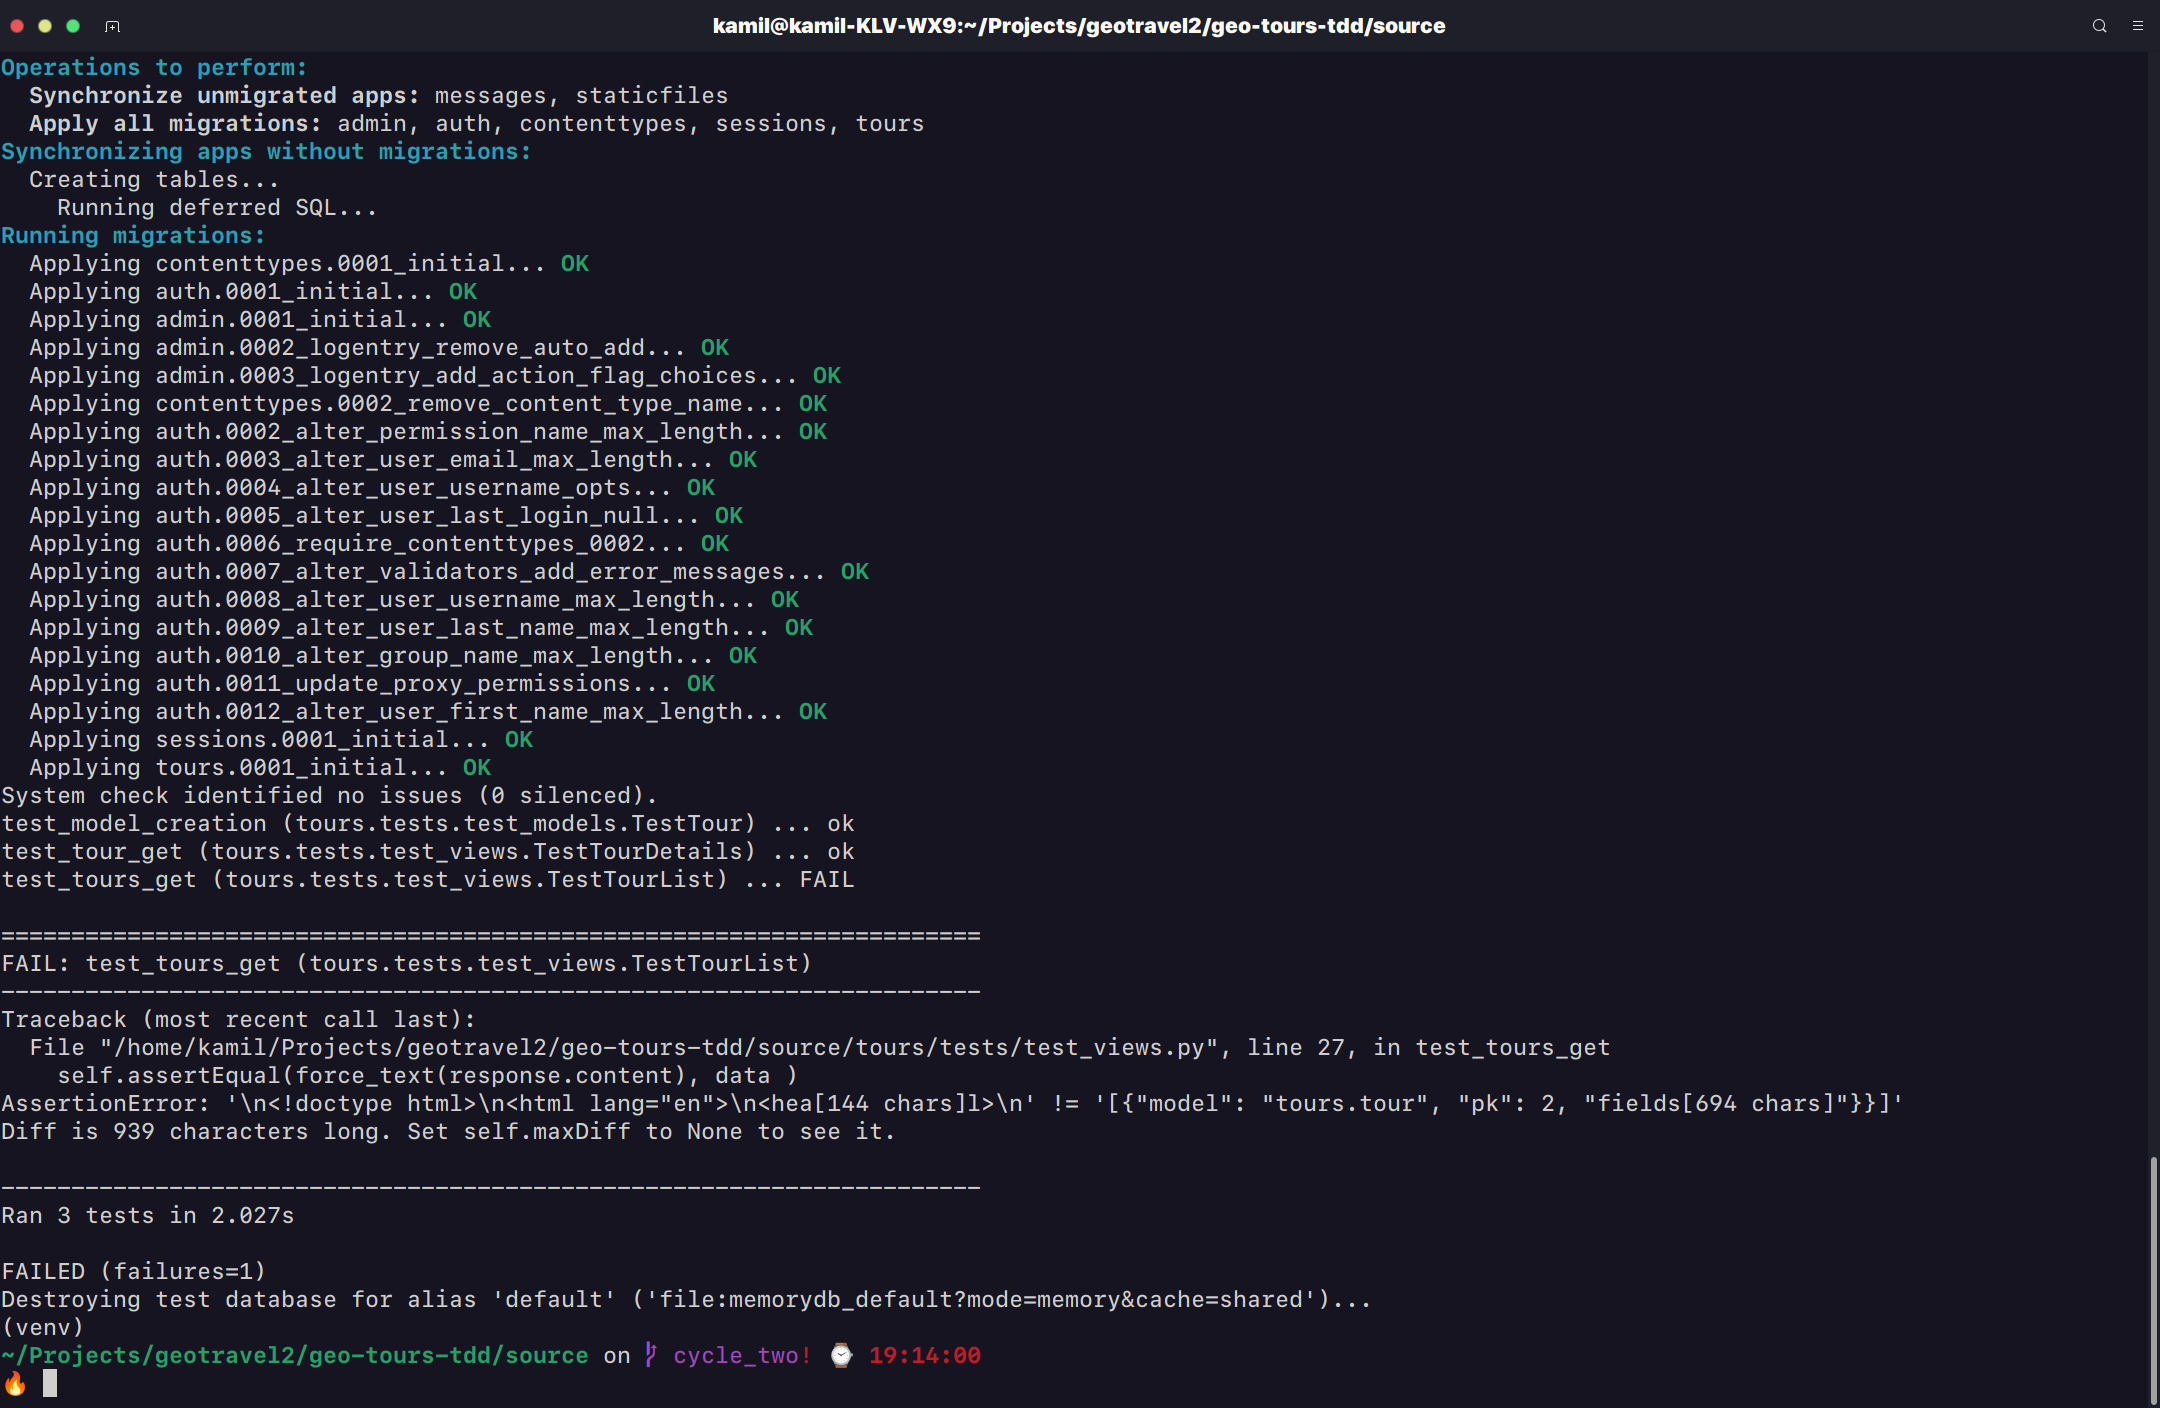 kamil@kamil-KLV-WX9:~/Projects/geotravel2/geo-tours-tdd/source
Operations to perform:
  Synchronize unmigrated apps: messages, staticfiles
  Apply all migrations: admin, auth, contenttypes, sessions, tours
Synchronizing apps without migrations:
  Creating tables...
    Running deferred SQL...
Running migrations:
  Applying contenttypes.0001_initial... OK
  Applying auth.0001_initial... OK
  Applying admin.0001_initial... OK
  Applying admin.0002_logentry_remove_auto_add... OK
  Applying admin.0003_logentry_add_action_flag_choices... OK
  Applying contenttypes.0002_remove_content_type_name... OK
  Applying auth.0002_alter_permission_name_max_length... OK
  Applying auth.0003_alter_user_email_max_length... OK
  Applying auth.0004_alter_user_username_opts... OK
  Applying auth.0005_alter_user_last_login_null... OK
  Applying auth.0006_require_contenttypes_0002... OK
  Applying auth.0007_alter_validators_add_error_messages... OK
  Applying auth.0008_alter_user_username_max_length... OK
  Applying auth.0009_alter_user_last_name_max_length... OK
  Applying auth.0010_alter_group_name_max_length... OK
  Applying auth.0011_update_proxy_permissions... OK
  Applying auth.0012_alter_user_first_name_max_length... OK
  Applying sessions.0001_initial... OK
  Applying tours.0001_initial... OK
System check identified no issues (0 silenced).
test_model_creation (tours.tests.test_models.TestTour) ... ok
test_tour_get (tours.tests.test_views.TestTourDetails) ... ok
test_tours_get (tours.tests.test_views.TestTourList) ... FAIL
======================================================================
FAIL: test_tours_get (tours.tests.test_views.TestTourList)
----------------------------------------------------------------------
Traceback (most recent call last):
  File "/home/kamil/Projects/geotravel2/geo-tours-tdd/source/tours/tests/test_views.py", line 27, in test_tours_get
    self.assertEqual(force_text(response.content), data )
AssertionError: '\n<!doctype html>\n<html lang="en">\n<hea[144 chars]l>\n' != '[{"model": "tours.tour", "pk": 2, "fields[694 chars]"}}]'
Diff is 939 characters long. Set self.maxDiff to None to see it.
----------------------------------------------------------------------
Ran 3 tests in 2.027s
FAILED (failures=1)
Destroying test database for alias 'default' ('file:memorydb_default?mode=memory&cache=shared')...
(venv)
~/Projects/geotravel2/geo-tours-tdd/source on cycle_two! ⌚ 19:14:00
🔥